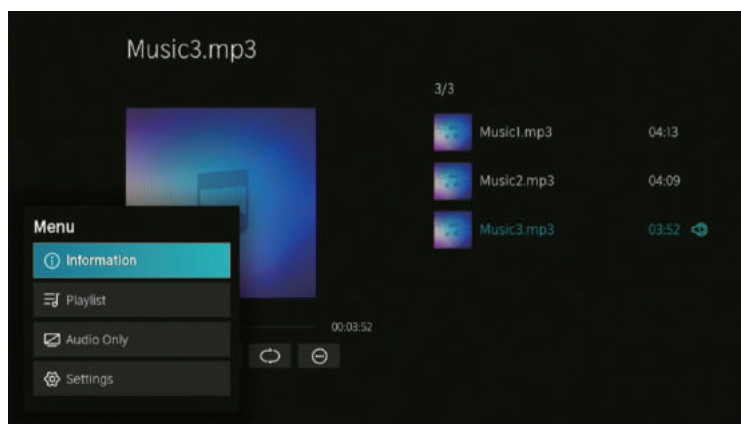 Music3.mp3
3/3
Music1.mp3 04:13
Music2.mp3 04:09
Music3.mp3 03:52
Menu
Information
Playlist
Audio Only
Settings
00:03:52